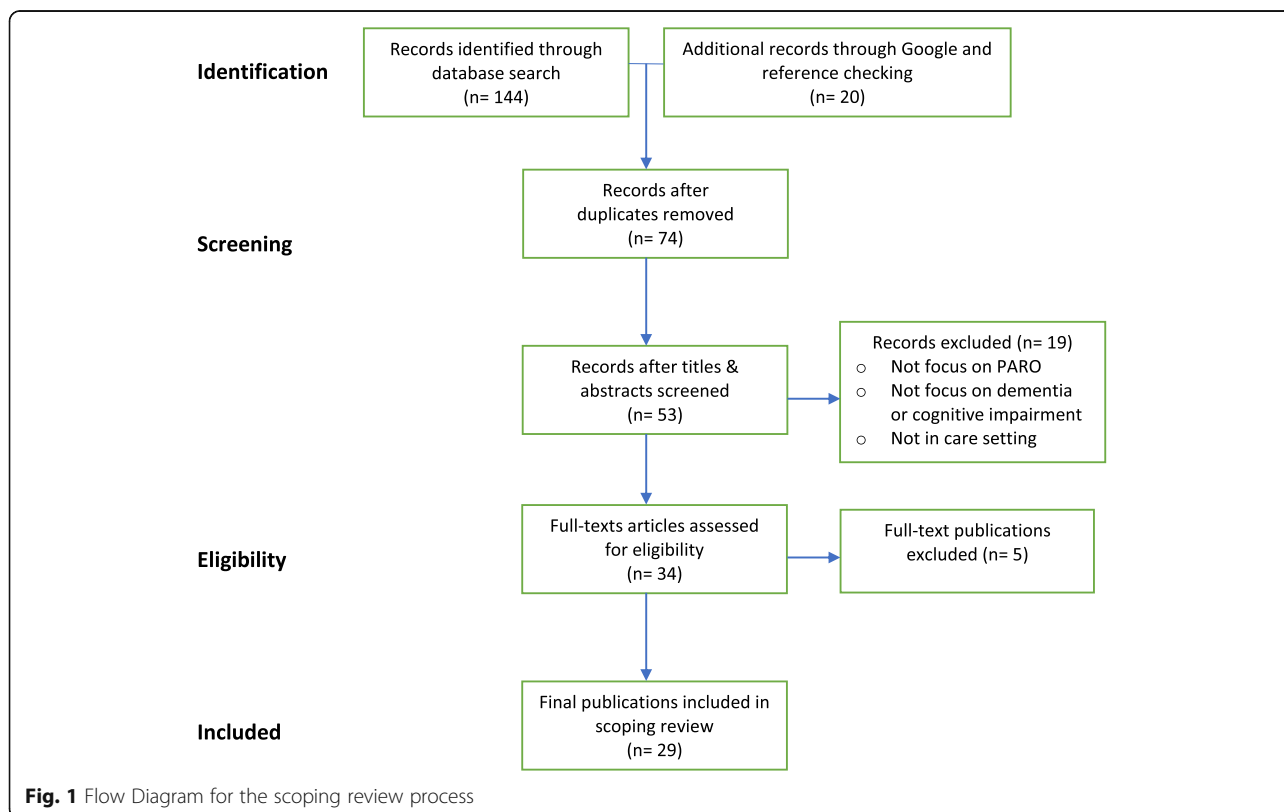 Identification
Records identified through
database search
(n= 144)
Additional records through Google and
reference checking
(n= 20)
Screening
Records after
duplicates removed
(n= 74)
Records after titles &
abstracts screened
(n= 53)
Records excluded (n= 19)
o Not focus on PARO
o Not focus on dementia
or cognitive impairment
o Not in care setting
Eligibility
Full-texts articles assessed
for eligibility
(n= 34)
Full-text publications
excluded (n= 5)
Included
Final publications included in
scoping review
(n= 29)
Fig. 1 Flow Diagram for the scoping review process